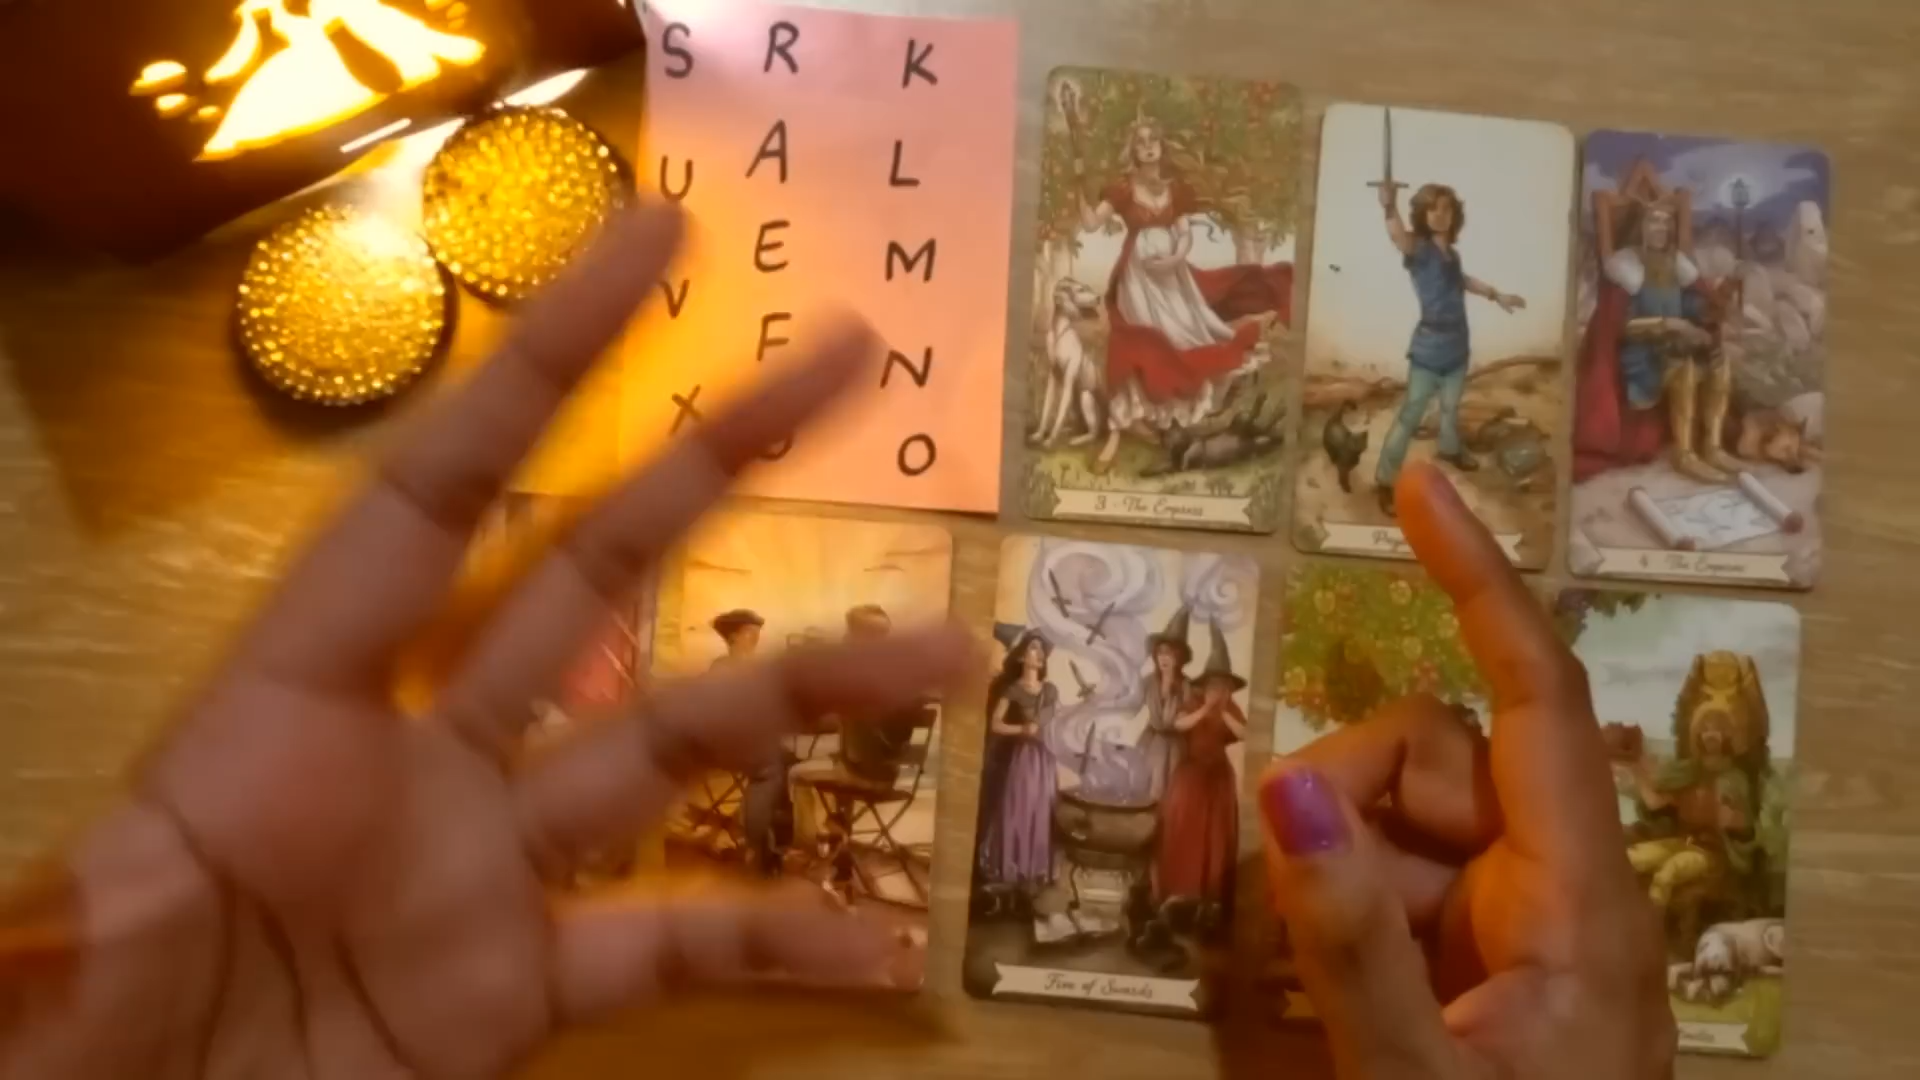 S R K
U A L
V E M
X F N
O
3 - The Empress
4 - The Emperor
Five of Swords